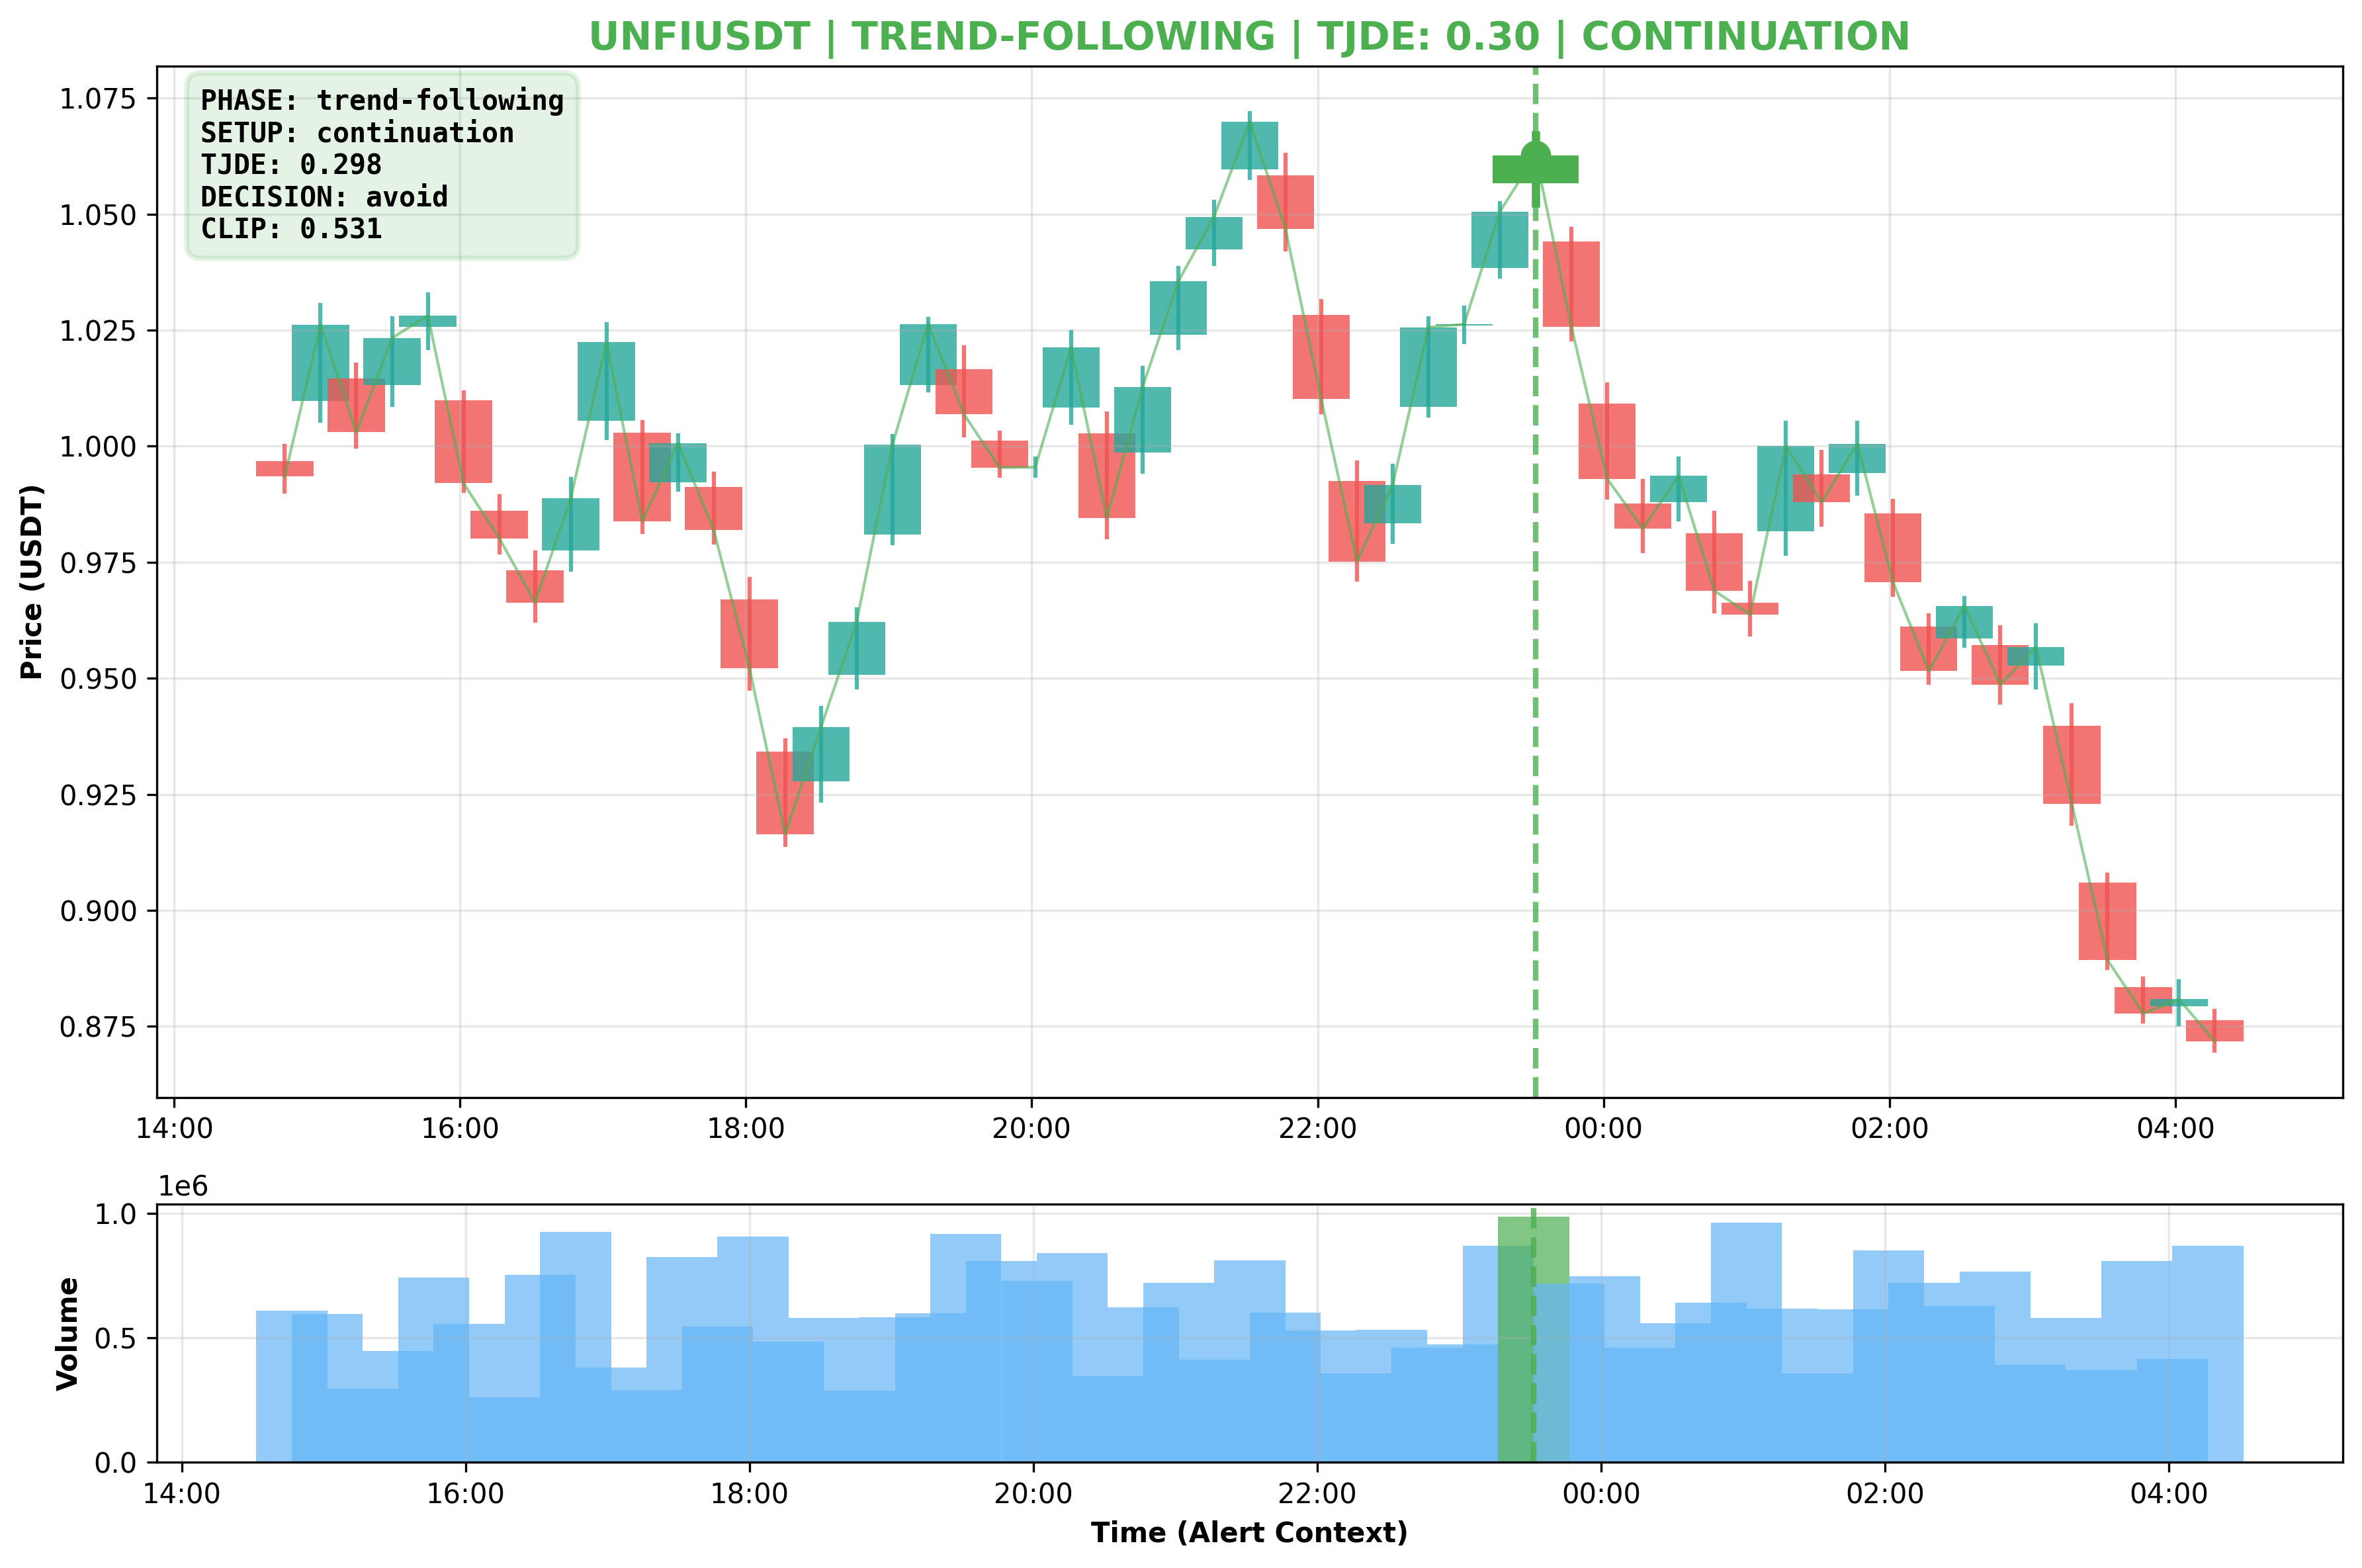 UNFIUSDT | TREND-FOLLOWING | TJDE: 0.30 | CONTINUATION
PHASE: trend-following
SETUP: continuation
TJDE: 0.298
DECISION: avoid
CLIP: 0.531
Price (USDT)
1.075
1.050
1.025
1.000
0.975
0.950
0.925
0.900
0.875
14:00 16:00 18:00 20:00 22:00 00:00 02:00 04:00
1e6
Volume
1.0
0.5
0.0
14:00 16:00 18:00 20:00 22:00 00:00 02:00 04:00
Time (Alert Context)